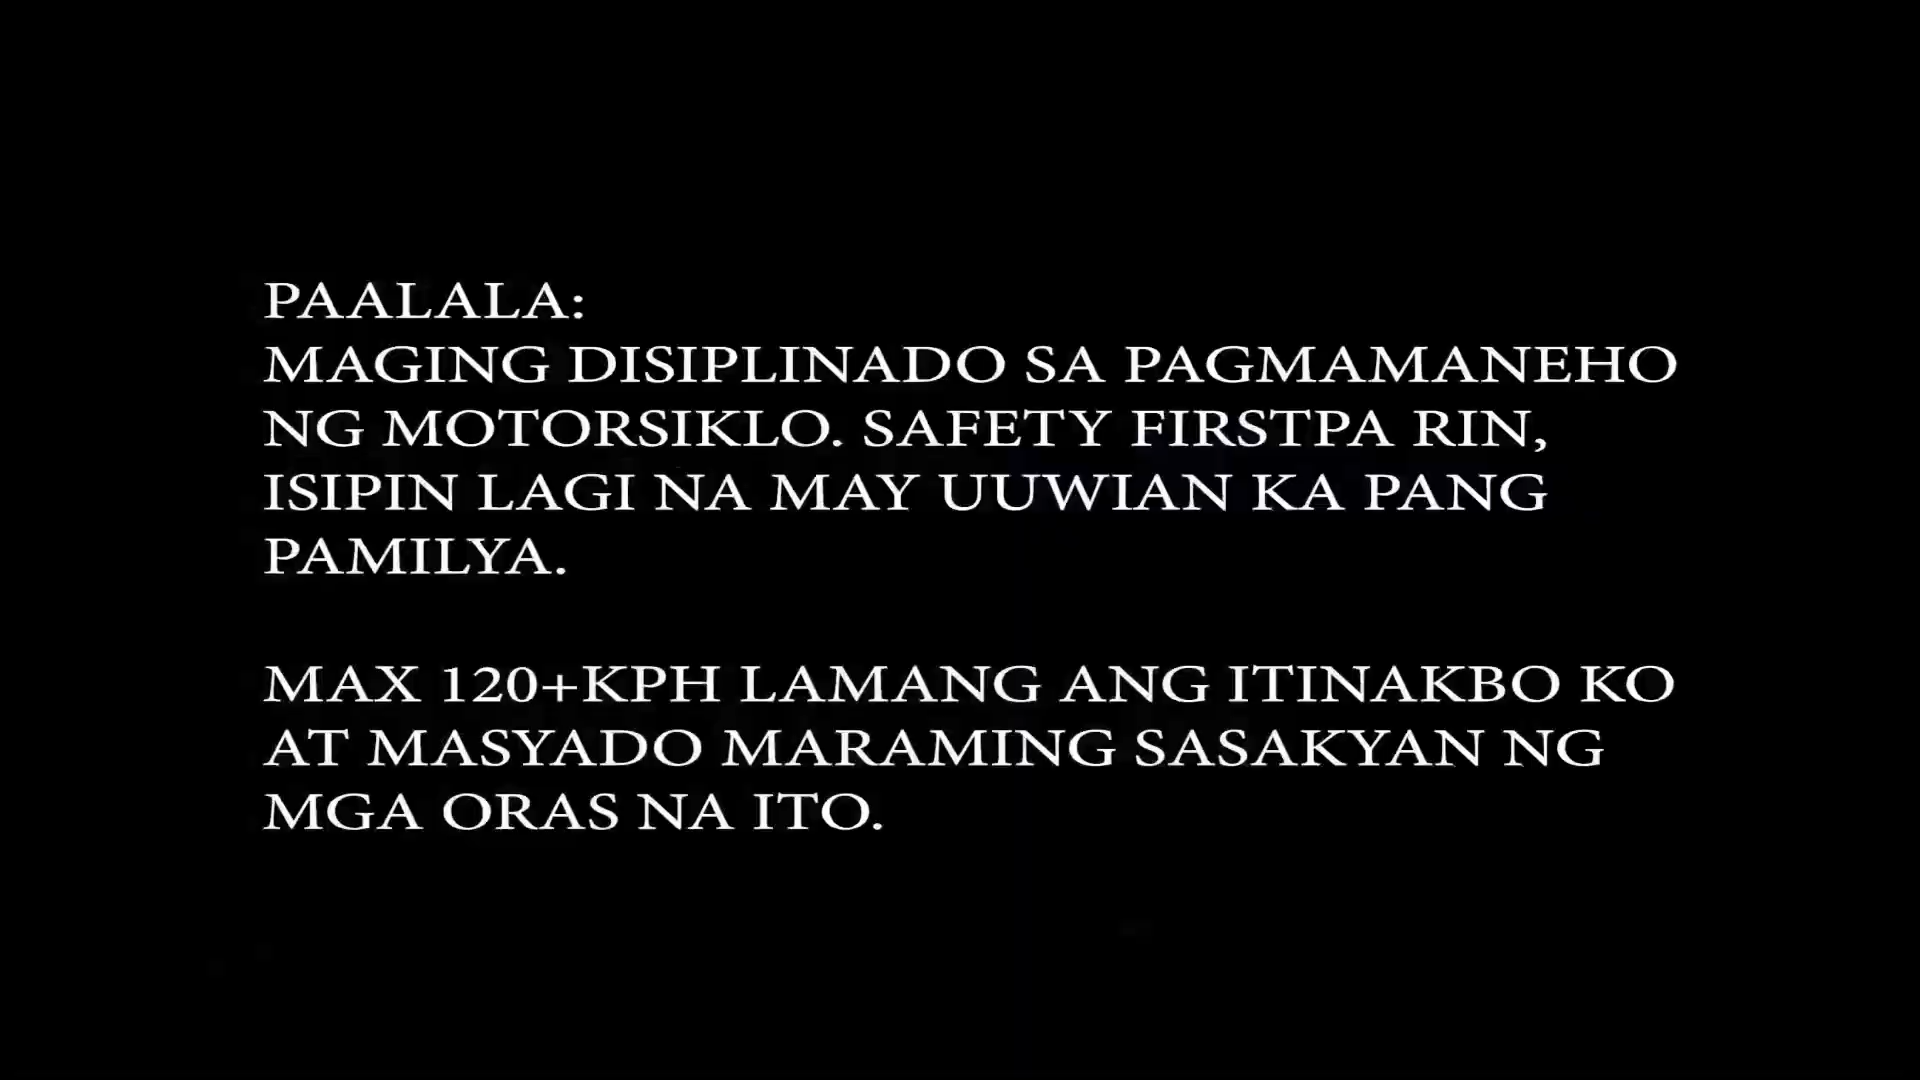 PAALALA:
MAGING DISIPLINADO SA PAGMAMANEHO
NG MOTORSIKLO. SAFETY FIRSTPA RIN,
ISIPIN LAGI NA MAY UUWIAN KA PANG
PAMILYA.
MAX 120+KPH LAMANG ANG ITINAKBO KO
AT MASYADO MARAMING SASAKYAN NG
MGA ORAS NA ITO.